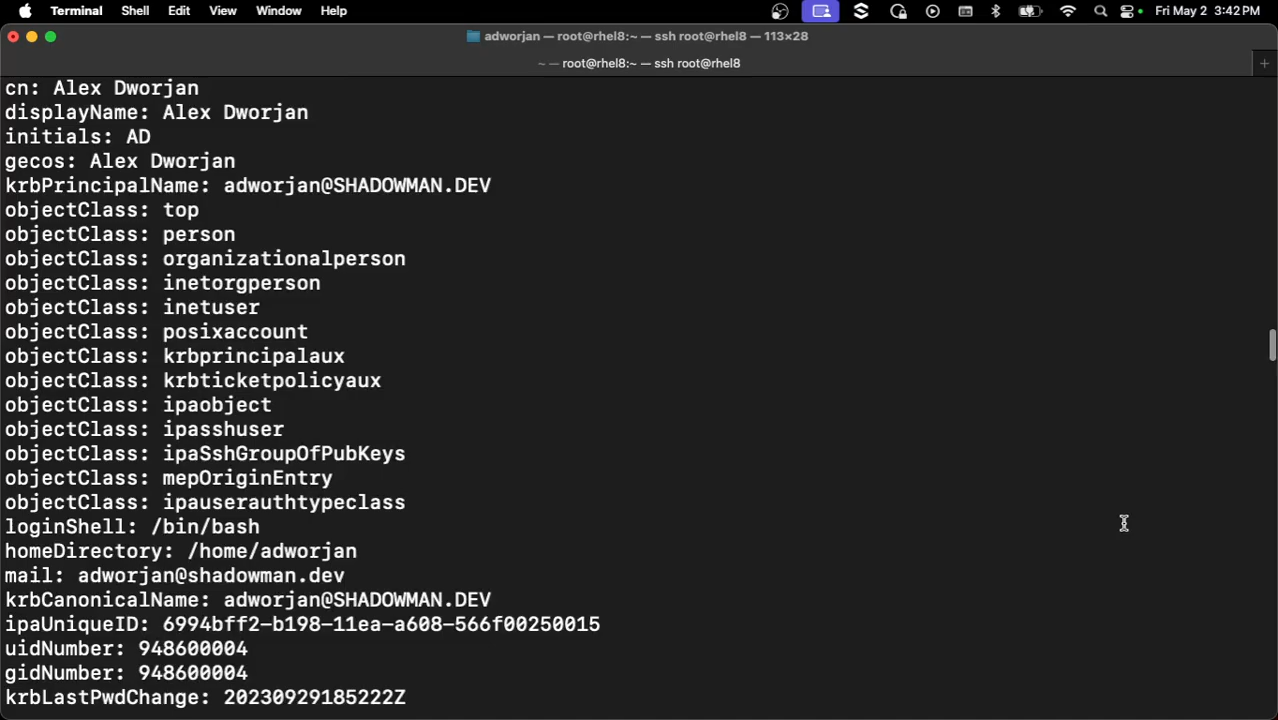 Terminal Shell Edit View Window Help Fri May 2 3:42 PM
adworjan — root@rhel8:~ — ssh root@rhel8 — 113×28
~ — root@rhel8:~ — ssh root@rhel8 +
cn: Alex Dworjan
displayName: Alex Dworjan
initials: AD
gecos: Alex Dworjan
krbPrincipalName: adworjan@SHADOWMAN.DEV
objectClass: top
objectClass: person
objectClass: organizationalperson
objectClass: inetorgperson
objectClass: inetuser
objectClass: posixaccount
objectClass: krbprincipalaux
objectClass: krbticketpolicyaux
objectClass: ipaobject
objectClass: ipasshuser
objectClass: ipaSshGroupOfPubKeys
objectClass: mepOriginEntry
objectClass: ipauserauthtypeclass
loginShell: /bin/bash
homeDirectory: /home/adworjan
mail: adworjan@shadowman.dev
krbCanonicalName: adworjan@SHADOWMAN.DEV
ipaUniqueID: 6994bff2-b198-11ea-a608-566f00250015
uidNumber: 948600004
gidNumber: 948600004
krbLastPwdChange: 20230929185222Z